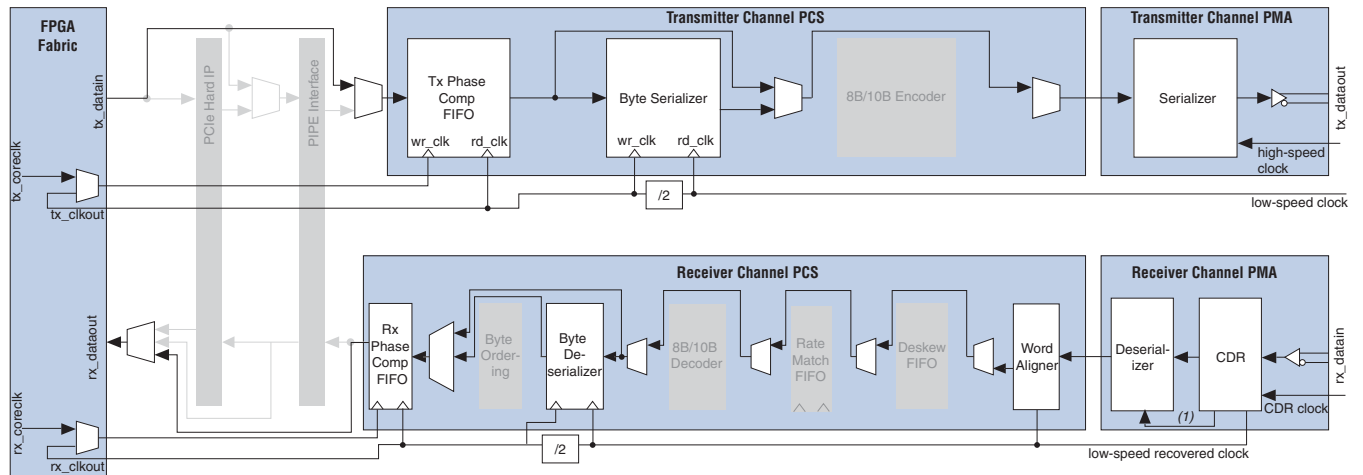 FPGA
Fabric
Transmitter Channel PCS
Transmitter Channel PMA
tx_datain
PCIe Hard IP
PIPE Interface
Tx Phase
Comp
FIFO
wr_clk
rd_clk
Byte Serializer
wr_clk
rd_clk
8B/10B Encoder
Serializer
tx_dataout
high-speed
clock
tx_coreclk
tx_clkout
/2
low-speed clock
Receiver Channel PCS
Receiver Channel PMA
rx_dataout
Rx
Phase
Comp
FIFO
Byte
Order-
ing
Byte
De-
serializer
8B/10B
Decoder
Rate
Match
FIFO
Deskew
FIFO
Word
Aligner
Deserial-
izer
CDR
rx_datain
CDR clock
(1)
rx_coreclk
rx_clkout
/2
low-speed recovered clock